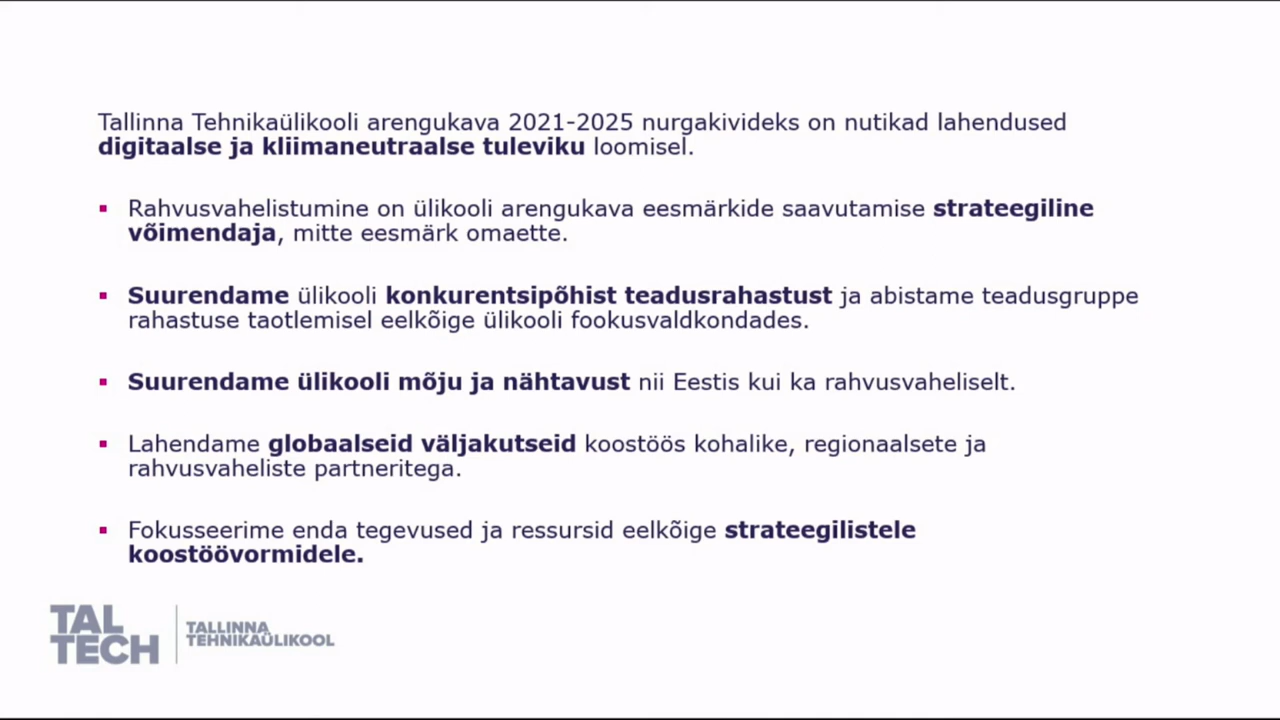 Tallinna Tehnikaülikooli arengukava 2021-2025 nurgakivideks on nutikad lahendused
digitaalse ja kliimaneutraalse tuleviku loomisel.
▪ Rahvusvahelistumine on ülikooli arengukava eesmärkide saavutamise strateegiline
võimendaja, mitte eesmärk omaette.
▪ Suurendame ülikooli konkurentsipõhist teadusrahastust ja abistame teadusgruppe
rahastuse taotlemisel eelkõige ülikooli fookusvaldkondades.
▪ Suurendame ülikooli mõju ja nähtavust nii Eestis kui ka rahvusvaheliselt.
▪ Lahendame globaalseid väljakutseid koostöös kohalike, regionaalsete ja
rahvusvaheliste partneritega.
▪ Fokusseerime enda tegevused ja ressursid eelkõige strateegilistele
koostöövormidele.
TAL
TECH
TALLINNA
TEHNIKAÜLIKOOL